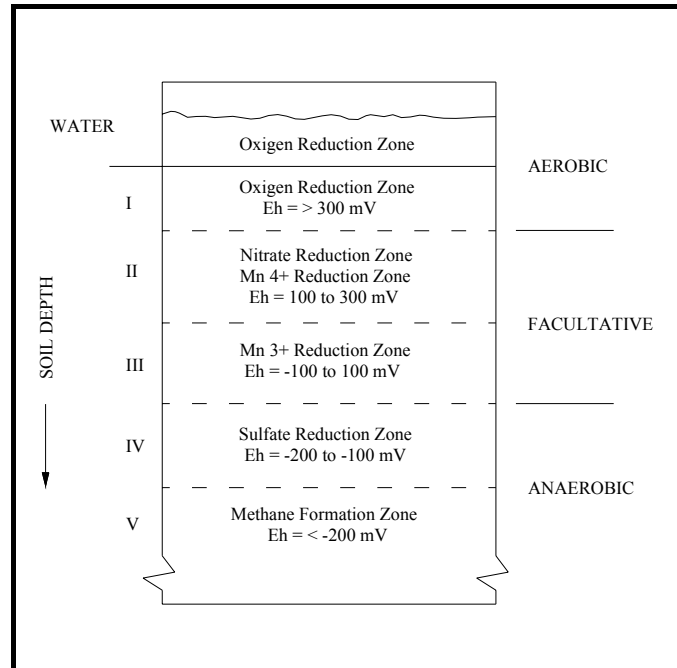 WATER
Oxigen Reduction Zone
AEROBIC
I
Oxigen Reduction Zone
Eh = > 300 mV
II
Nitrate Reduction Zone
Mn 4+ Reduction Zone
Eh = 100 to 300 mV
FACULTATIVE
SOIL DEPTH
III
Mn 3+ Reduction Zone
Eh = -100 to 100 mV
IV
Sulfate Reduction Zone
Eh = -200 to -100 mV
ANAEROBIC
V
Methane Formation Zone
Eh = < -200 mV